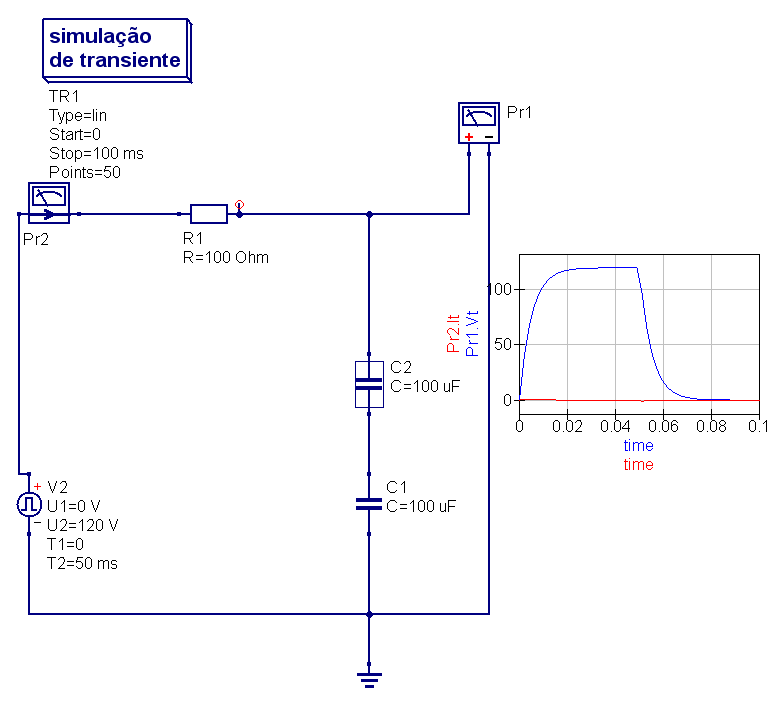 simulação
de transiente
TR1
Type=lin
Start=0
Stop=100 ms
Points=50
Pr1
Pr2
R1
R=100 Ohm
C2
C=100 uF
C1
C=100 uF
V2
U1=0 V
U2=120 V
T1=0
T2=50 ms
Pr2.It
Pr1.Vt
100
50
0
0 0.02 0.04 0.06 0.08 0.1
time
time